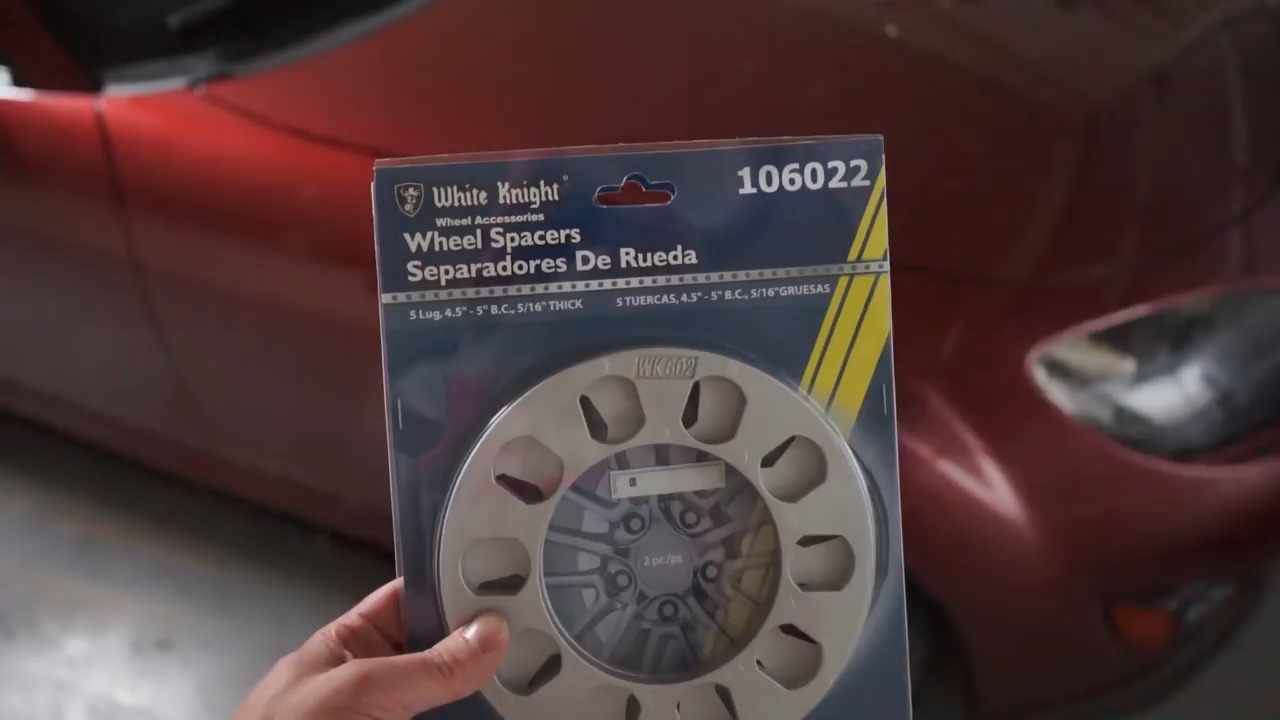 White Knight
Wheel Accessories
106022
Wheel Spacers
Separadores De Rueda
5 Lug, 4.5" - 5" B.C., 5/16" THICK
5 TUERCAS, 4.5" - 5" B.C., 5/16" GRUESAS
WK602
2 pc./pz.